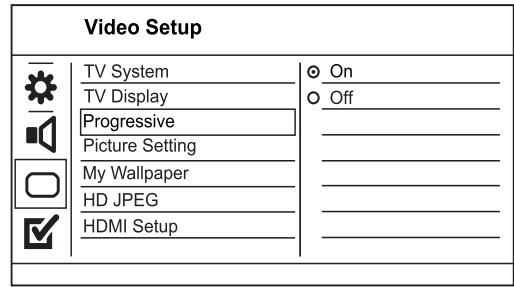 Video Setup
TV System
TV Display
Progressive
Picture Setting
My Wallpaper
HD JPEG
HDMI Setup
On
Off